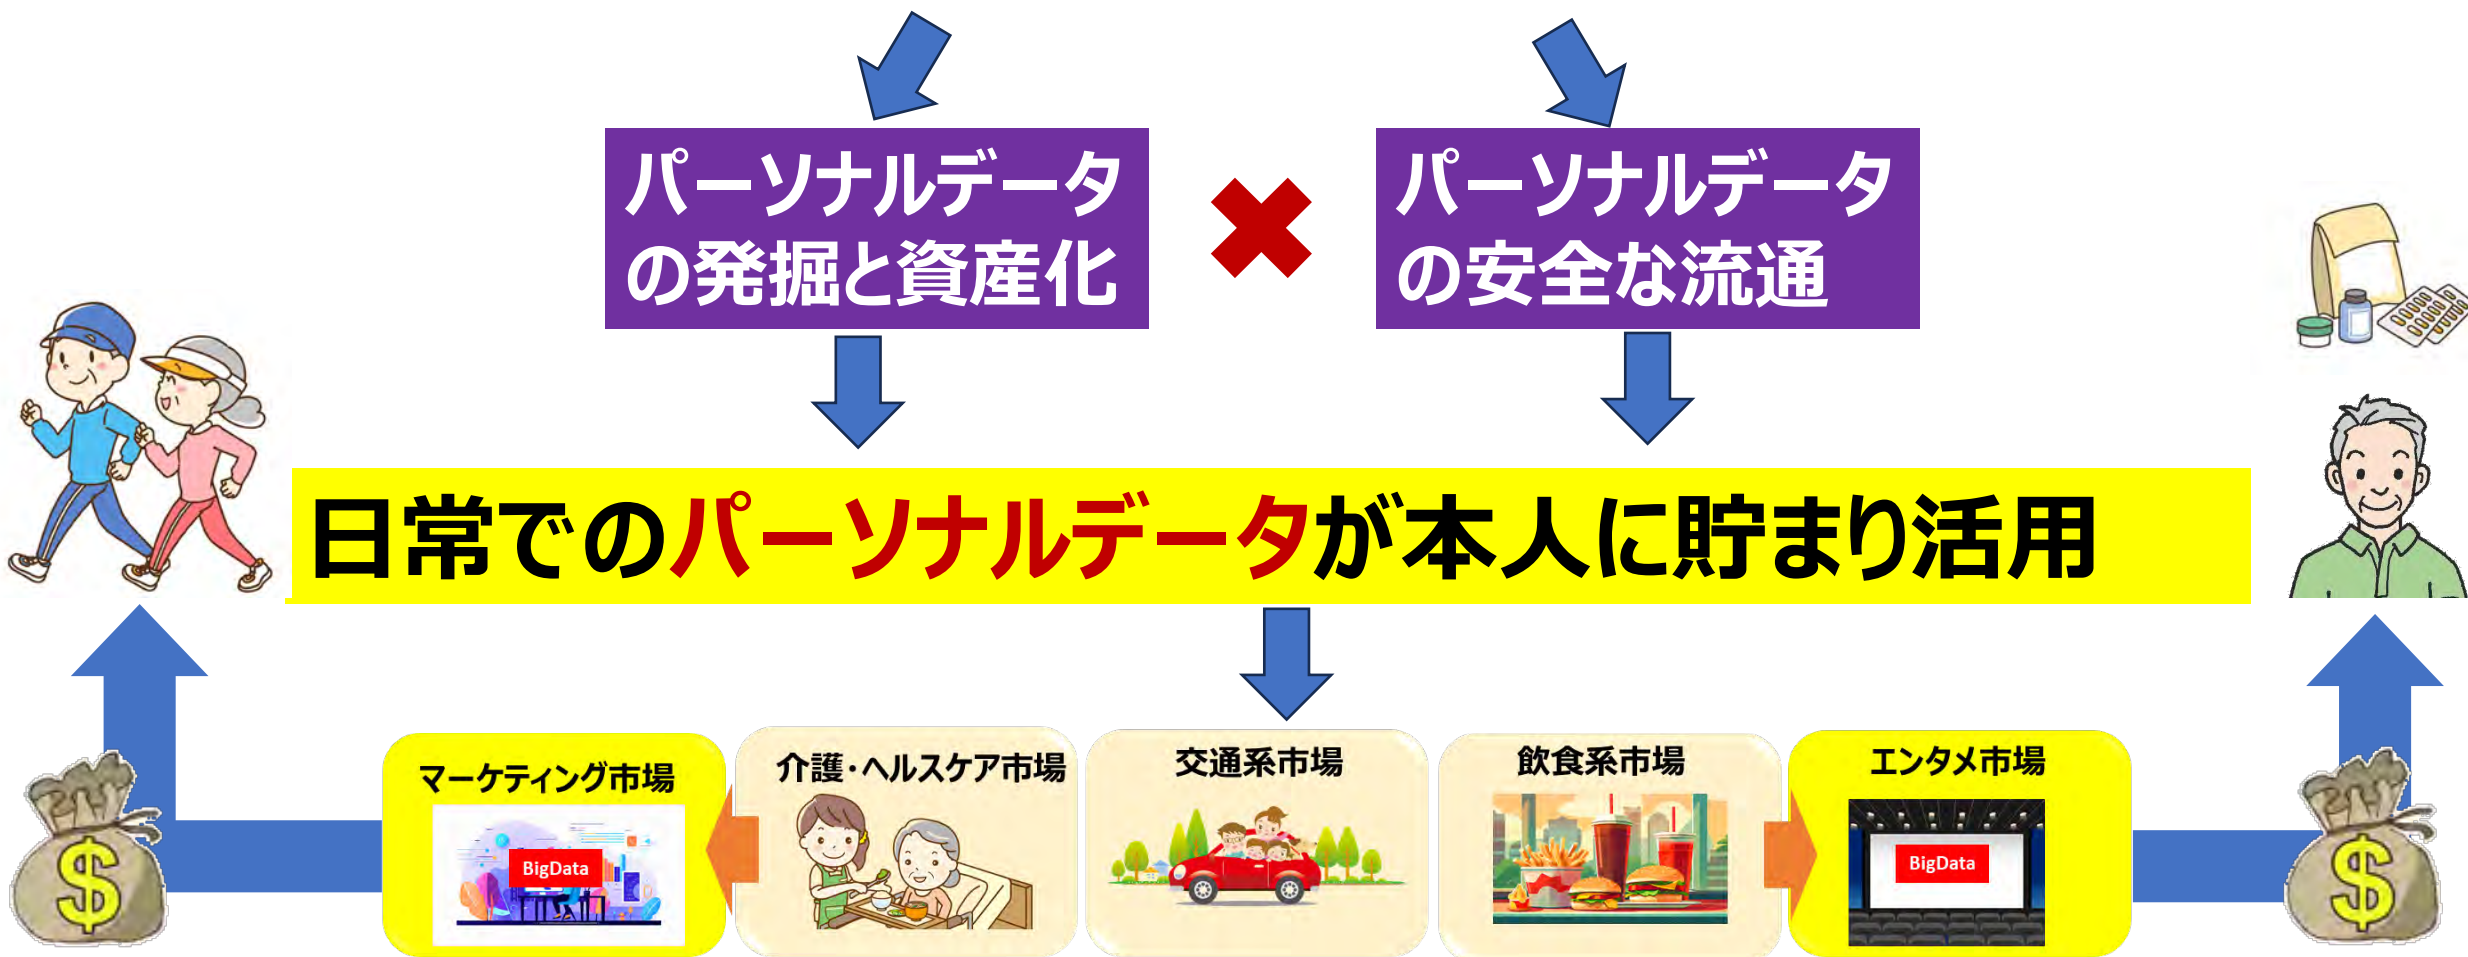 パーソナルデータ
の発掘と資産化
パーソナルデータ
の安全な流通
日常でのパーソナルデータが本人に貯まり活用
マーケティング市場
BigData
介護・ヘルスケア市場
交通系市場
飲食系市場
エンタメ市場
BigData
$
$